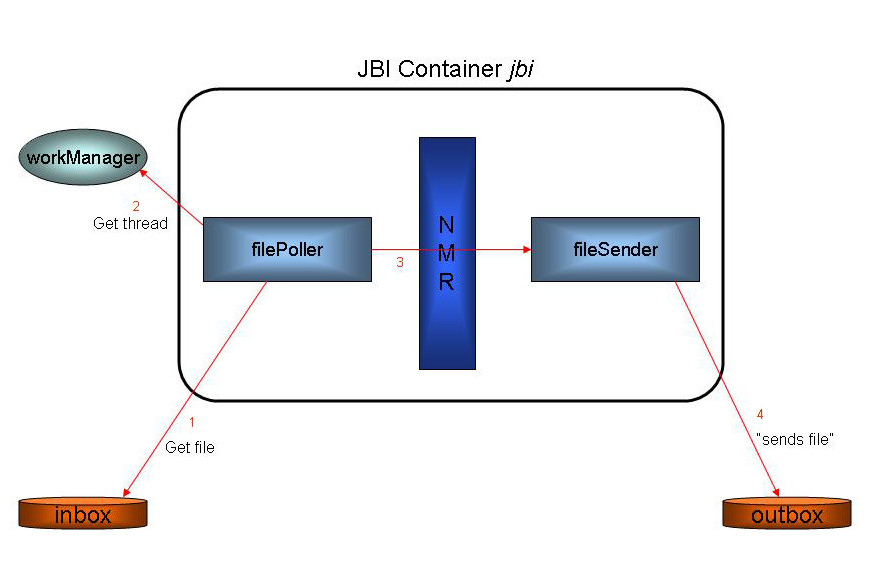 JBI Container jbi
workManager
2
Get thread
filePoller
3
N
M
R
fileSender
1
Get file
4
"sends file"
inbox
outbox